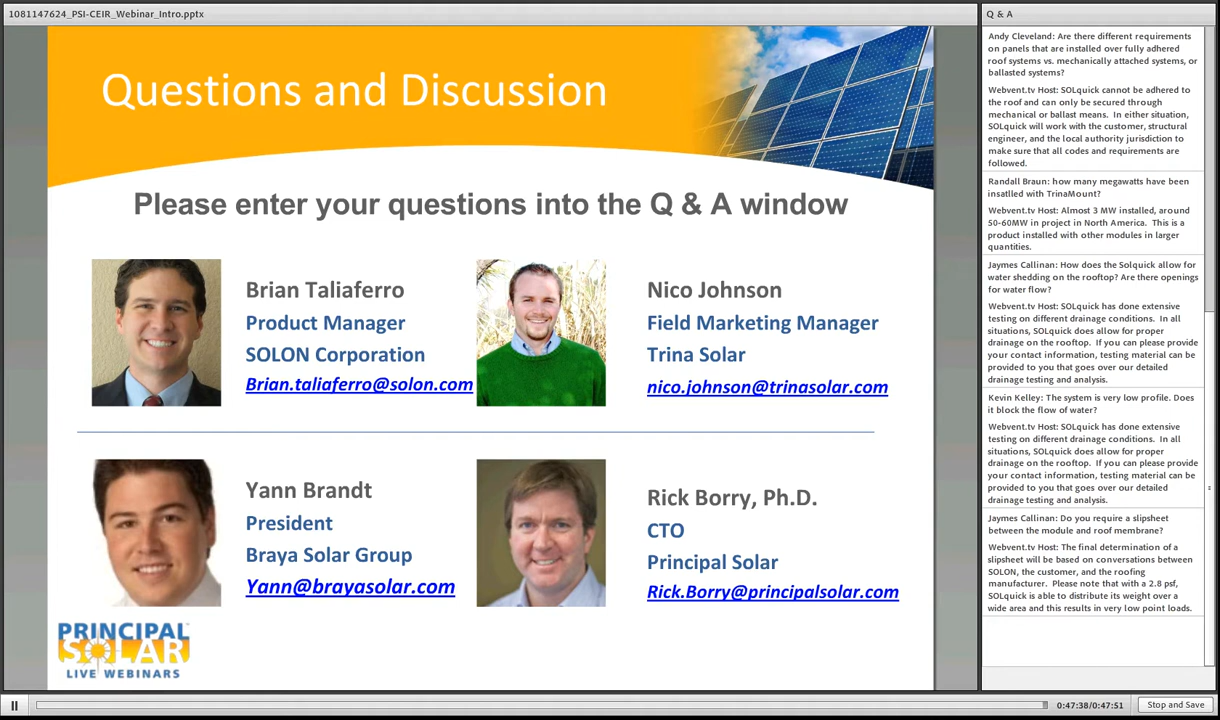 1081147624_PSI-CEIR_Webinar_Intro.pptx
Questions and Discussion
Please enter your questions into the Q & A window
Brian Taliaferro
Product Manager
SOLON Corporation
Brian.taliaferro@solon.com
Nico Johnson
Field Marketing Manager
Trina Solar
nico.johnson@trinasolar.com
Yann Brandt
President
Braya Solar Group
Yann@brayasolar.com
Rick Borry, Ph.D.
CTO
Principal Solar
Rick.Borry@principalsolar.com
PRINCIPAL
SOLAR
LIVE WEBINARS
Q & A
Andy Cleveland: Are there different requirements
on panels that are installed over fully adhered
roof systems vs. mechanically attached systems, or
ballasted systems?
Webvent.tv Host: SOLquick cannot be adhered to
the roof and can only be secured through
mechanical or ballast means.  In either situation,
SOLquick will work with the customer, structural
engineer, and the local authority jurisdiction to
make sure that all codes and requirements are
followed.
Randall Braun: how many megawatts have been
insatlled with TrinaMount?
Webvent.tv Host: Almost 3 MW installed, around
50-60MW in project in North America.  This is a
product installed with other modules in larger
quantities.
Jaymes Callinan: How does the Solquick allow for
water shedding on the rooftop? Are there openings
for water flow?
Webvent.tv Host: SOLquick has done extensive
testing on different drainage conditions.  In all
situations, SOLquick does allow for proper
drainage on the rooftop.  If you can please provide
your contact information, testing material can be
provided to you that goes over our detailed
drainage testing and analysis.
Kevin Kelley: The system is very low profile. Does
it block the flow of water?
Webvent.tv Host: SOLquick has done extensive
testing on different drainage conditions.  In all
situations, SOLquick does allow for proper
drainage on the rooftop.  If you can please provide
your contact information, testing material can be
provided to you that goes over our detailed
drainage testing and analysis.
Jaymes Callinan: Do you require a slipsheet
between the module and roof membrane?
Webvent.tv Host: The final determination of a
slipsheet will be based on conversations between
SOLON, the customer, and the roofing
manufacturer.  Please note that with a 2.8 psf,
SOLquick is able to distribute its weight over a
wide area and this results in very low point loads.
0:47:38/0:47:51
Stop and Save